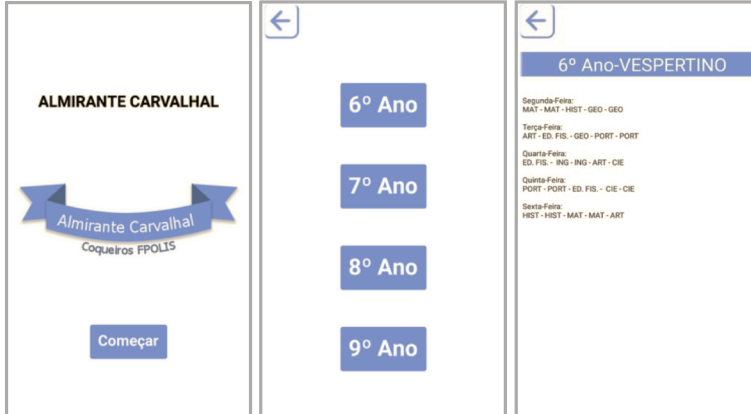 ALMIRANTE CARVALHAL
Almirante Carvalhal
Coqueiros FPOLIS
Começar
6º Ano
7º Ano
8º Ano
9º Ano
6º Ano-VESPERTINO
Segunda-Feira:
MAT - MAT - HIST - GEO - GEO
Terça-Feira:
ART - ED. FIS. - GEO - PORT - PORT
Quarta-Feira:
ED. FIS. - ING - ING - ART - CIE
Quinta-Feira:
PORT - PORT - ED. FIS. - CIE - CIE
Sexta-Feira:
HIST - HIST - MAT - MAT - ART